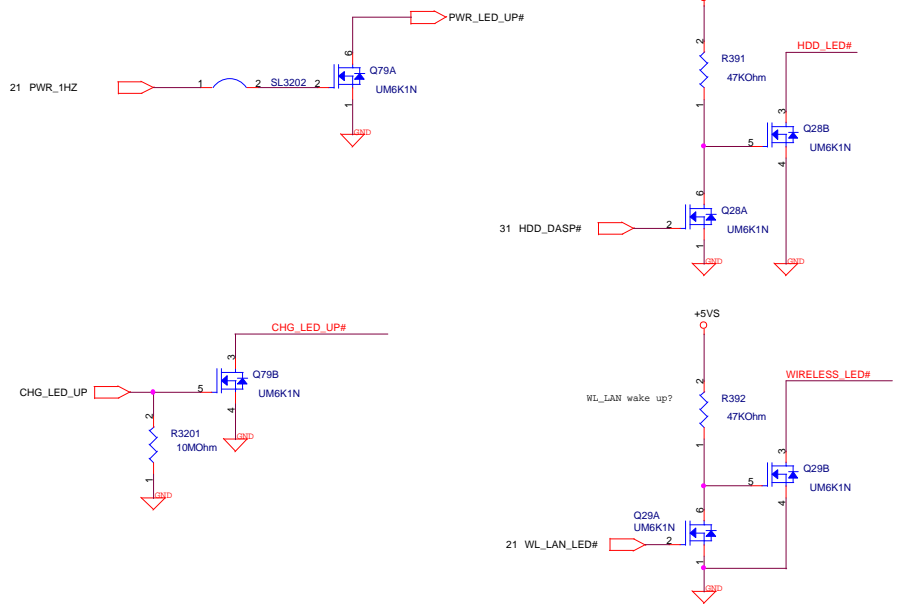 PWR_LED_UP#
6
Q79A
21 PWR_1HZ
1
2
SL3202
2
UM6K1N
1
GND
2
R391
47KOhm
1
HDD_LED#
3
Q28B
5
UM6K1N
4
6
Q28A
31 HDD_DASP#
2
UM6K1N
1
GND
GND
CHG_LED_UP#
3
Q79B
CHG_LED_UP
5
UM6K1N
4
2
R3201
10MOhm
GND
1
GND
+5VS
WIRELESS_LED#
2
WL_LAN wake up?
R392
47KOhm
1
3
Q29B
5
UM6K1N
4
6
Q29A
UM6K1N
21 WL_LAN_LED#
2
1
GND